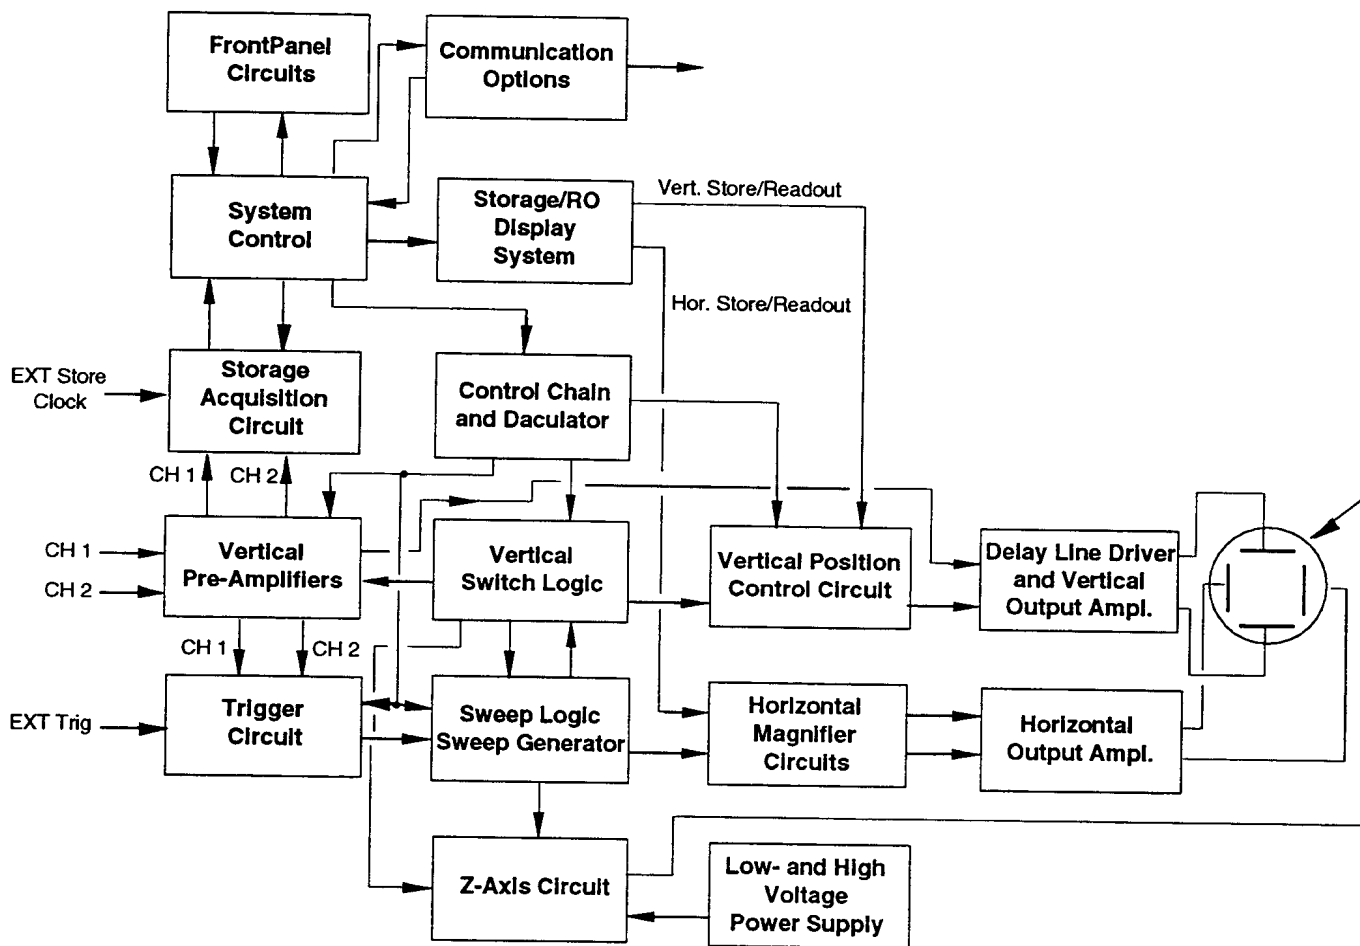 FrontPanel
Circuits
Communication
Options
System
Control
Storage/RO
Display
System
Vert. Store/Readout
Hor. Store/Readout
EXT Store
Clock
Storage
Acquisition
Circuit
Control Chain
and Daculator
CH 1
CH 2
CH 1
CH 2
Vertical
Pre-Amplifiers
Vertical
Switch Logic
Vertical Position
Control Circuit
Delay Line Driver
and Vertical
Output Ampl.
CH 1
CH 2
EXT Trig
Trigger
Circuit
Sweep Logic
Sweep Generator
Horizontal
Magnifier
Circuits
Horizontal
Output Ampl.
Z-Axis Circuit
Low- and High
Voltage
Power Supply